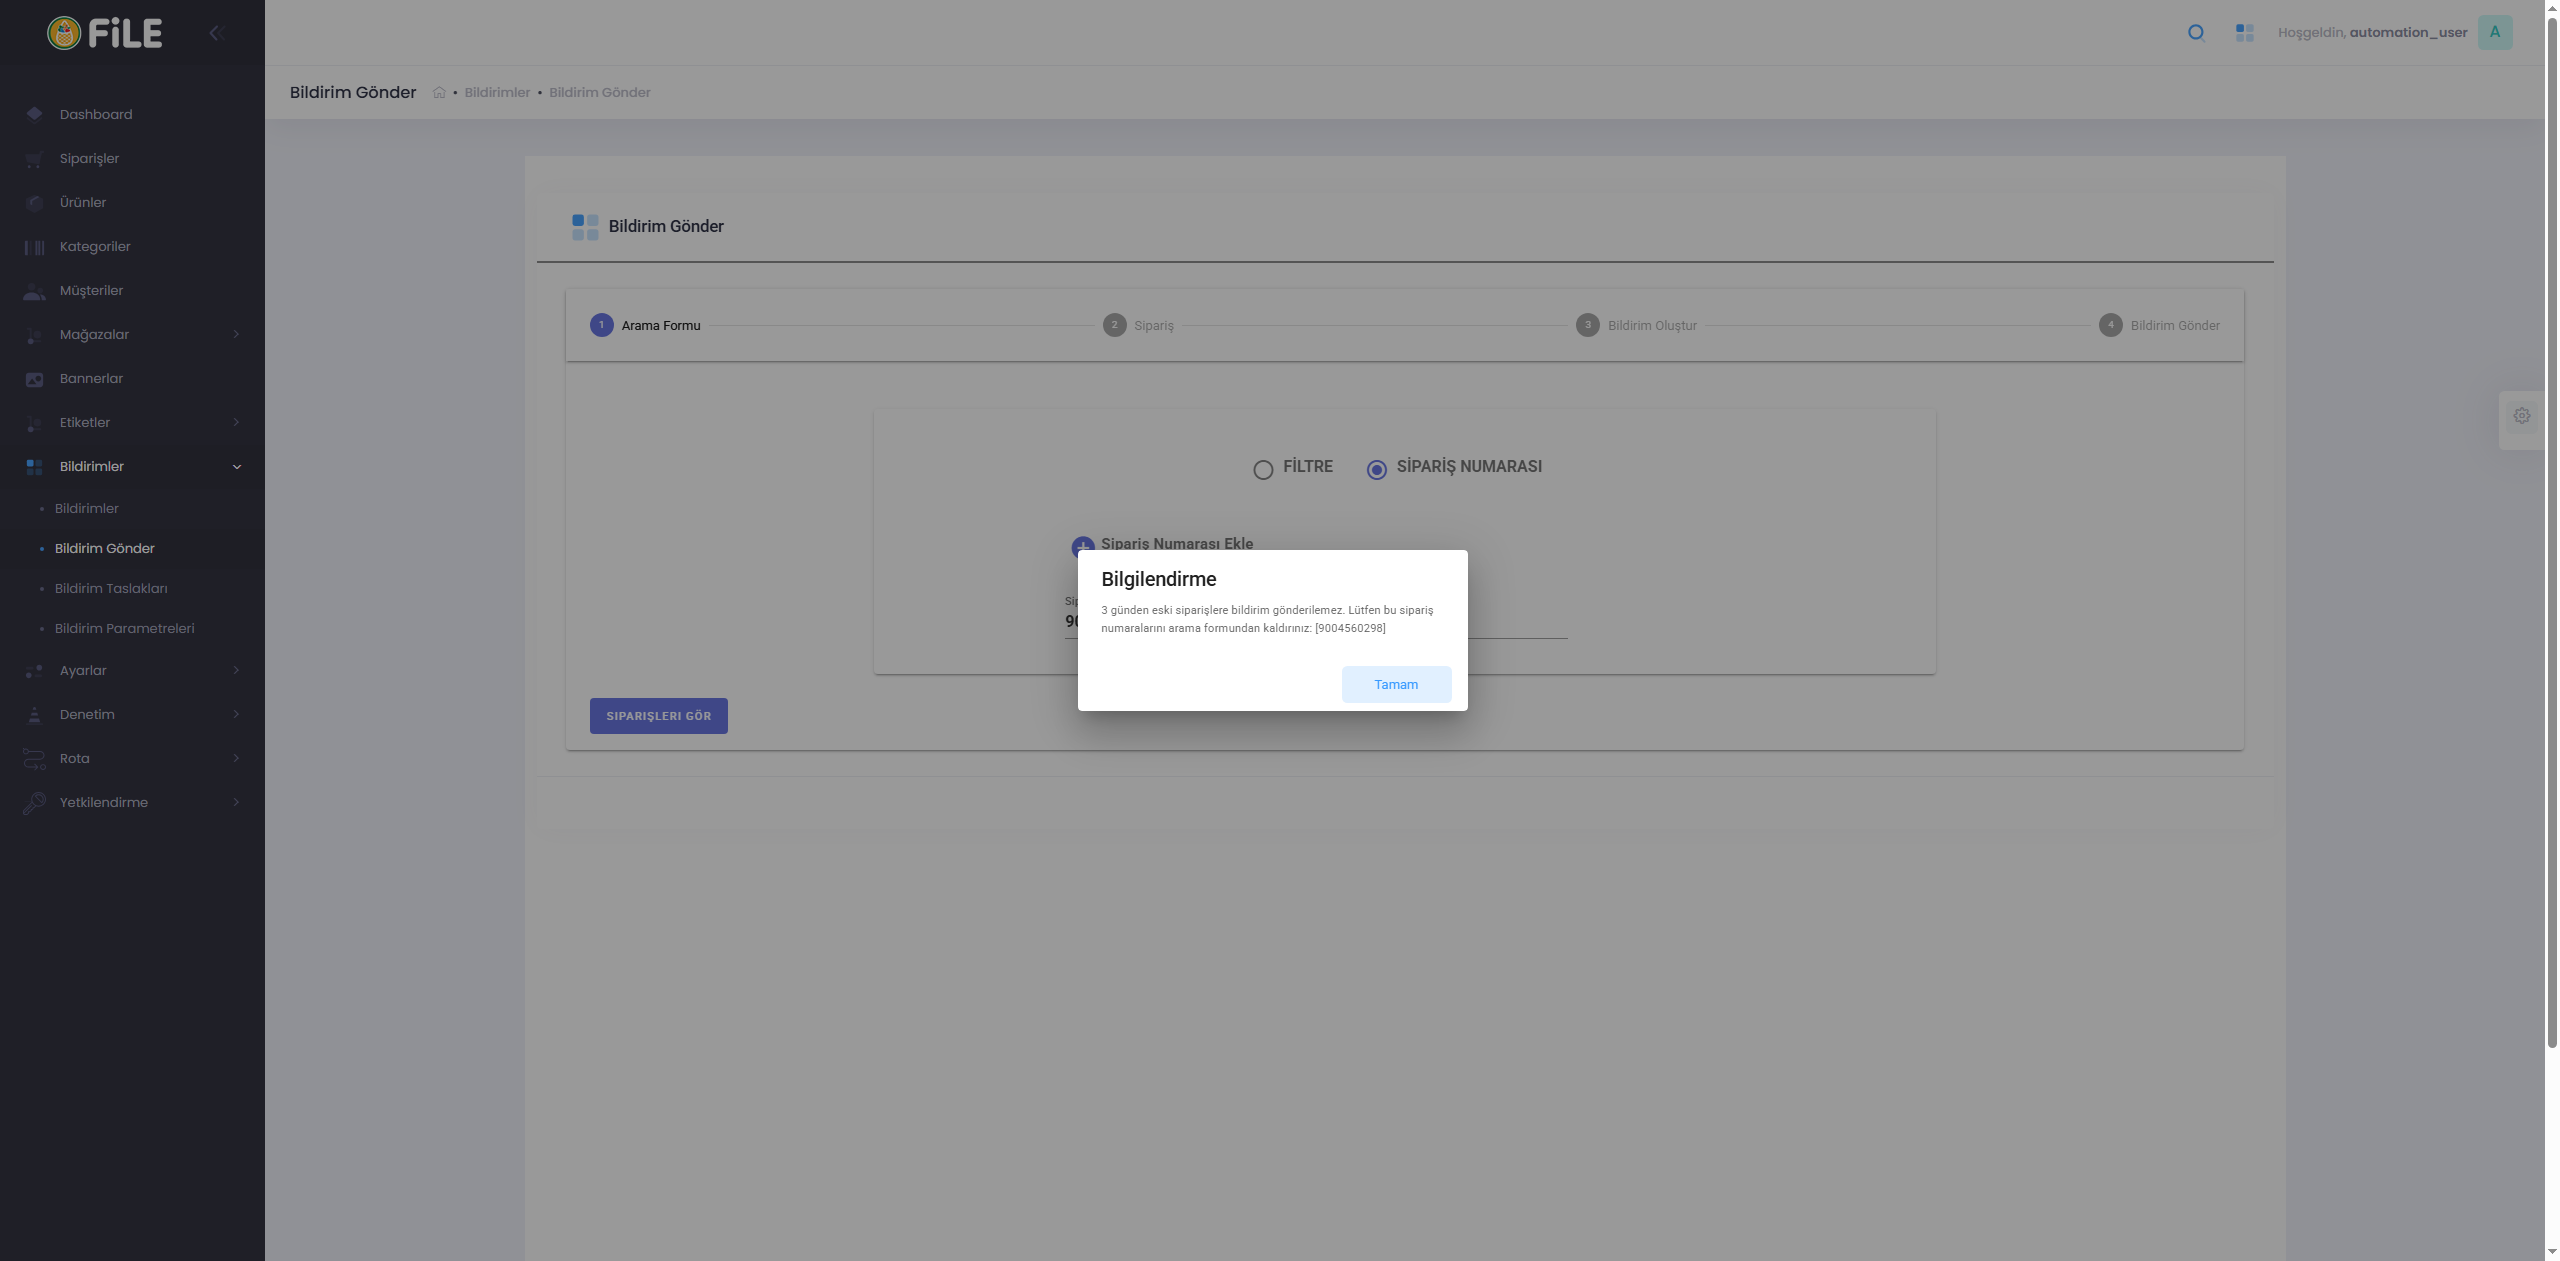 FiLE
Hoşgeldin, automation_user
A
Bildirim Gönder
Bildirimler
Bildirim Gönder
Dashboard
Siparişler
Ürünler
Kategoriler
Müşteriler
Mağazalar
Bannerlar
Etiketler
Bildirimler
Bildirimler
Bildirim Gönder
Bildirim Taslakları
Bildirim Parametreleri
Ayarlar
Denetim
Rota
Yetkilendirme
Bildirim Gönder
1 Arama Formu
2 Sipariş
3 Bildirim Oluştur
4 Bildirim Gönder
FİLTRE
SİPARİŞ NUMARASI
Sipariş Numarası Ekle
Bilgilendirme
3 günden eski siparişlere bildirim gönderilemez. Lütfen bu sipariş
numaralarını arama formundan kaldırınız: [9004560298]
Tamam
SIPARIŞLERI GÖR